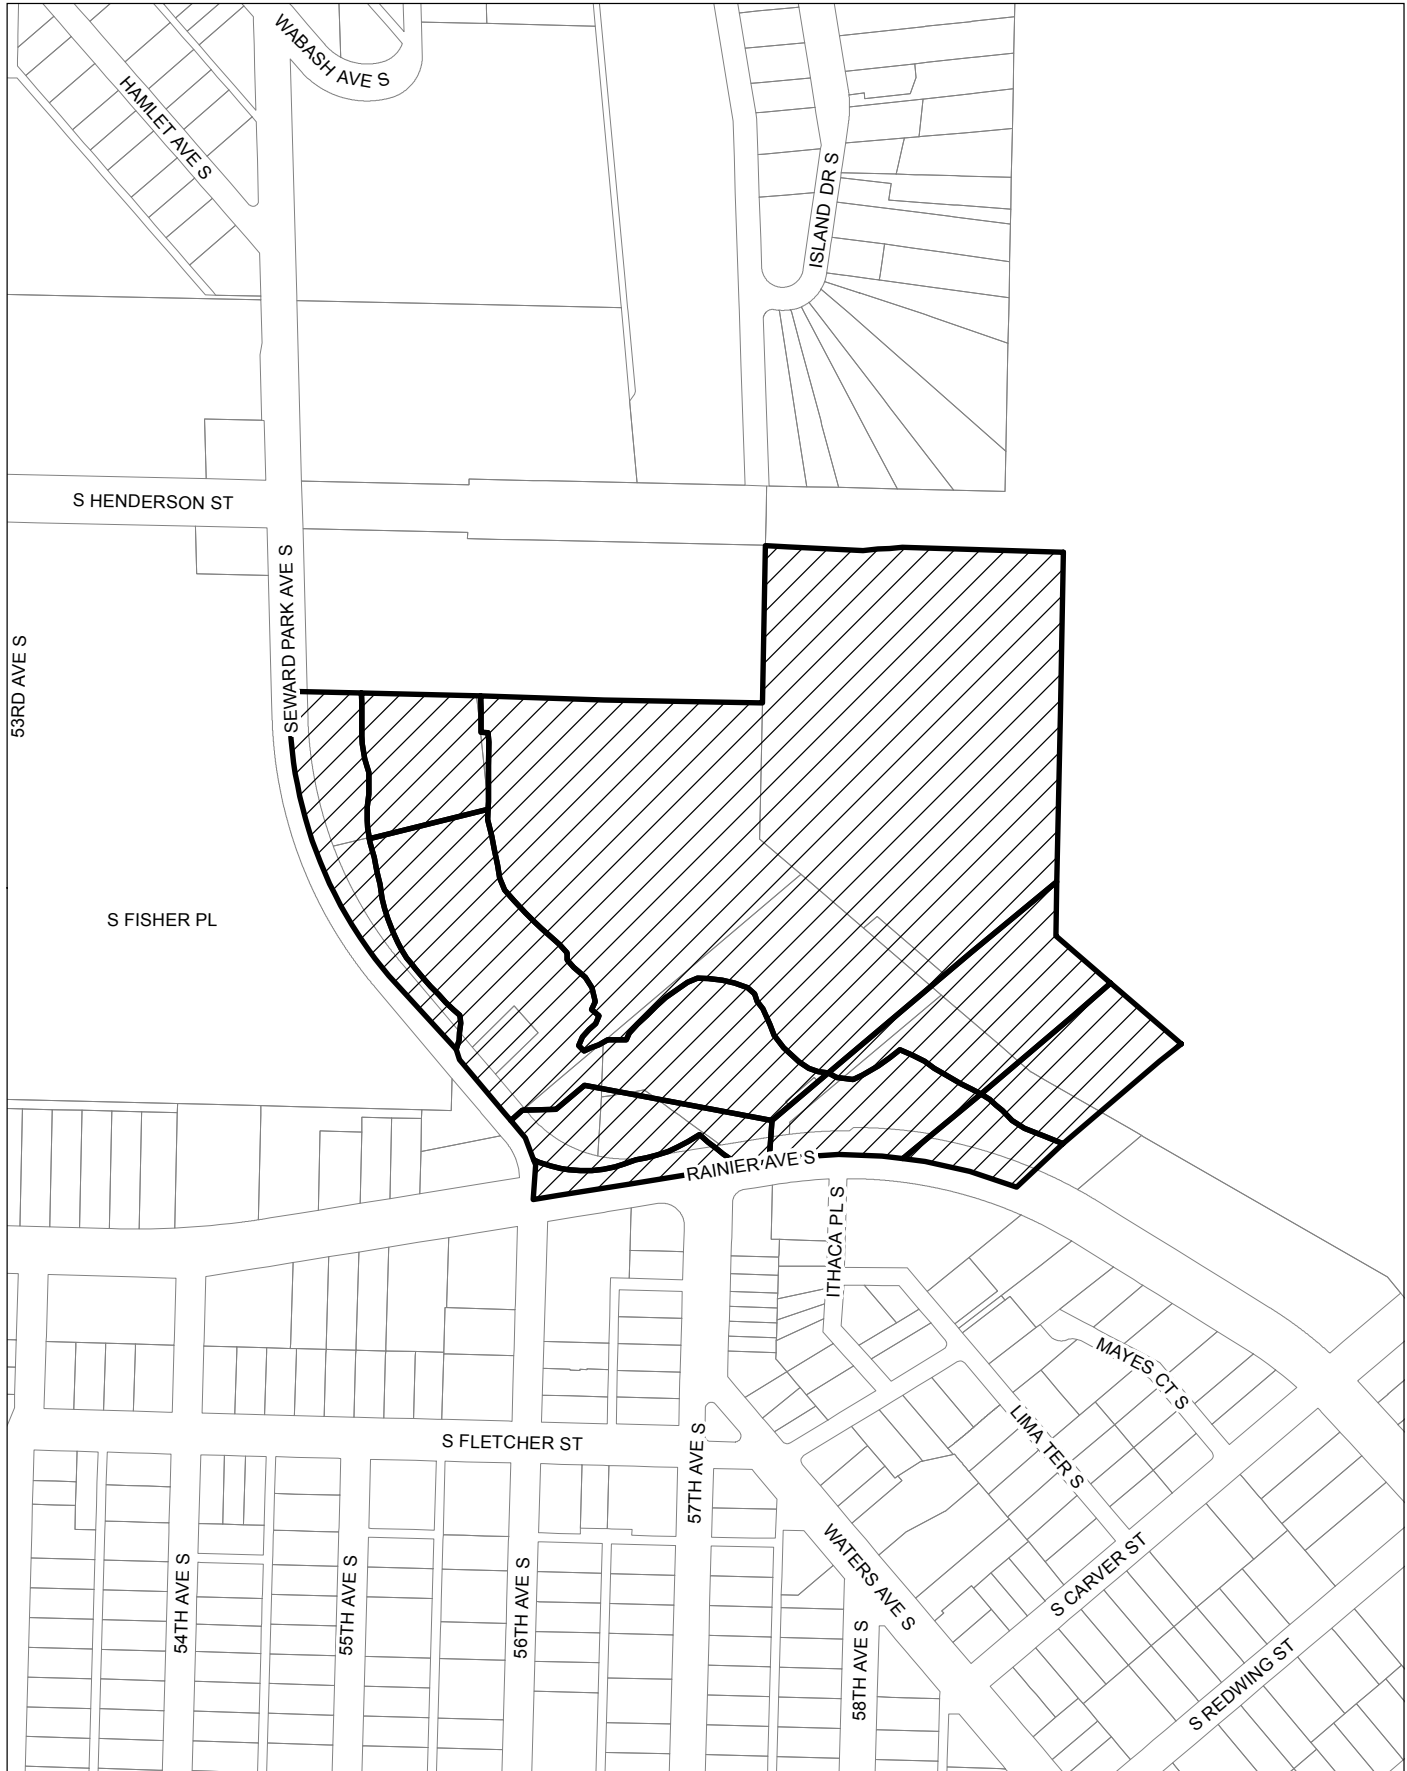 WABASH AVE S
HAMLET AVE S
ISLAND DR S
S HENDERSON ST
SEWARD PARK AVE S
53RD AVE S
S FISHER PL
RAINIER AVE S
ITHACA PL S
MAYES CT S
LIMA TER S
S FLETCHER ST
57TH AVE S
WATERS AVE S
S CARVER ST
54TH AVE S
55TH AVE S
56TH AVE S
58TH AVE S
S REDWING ST